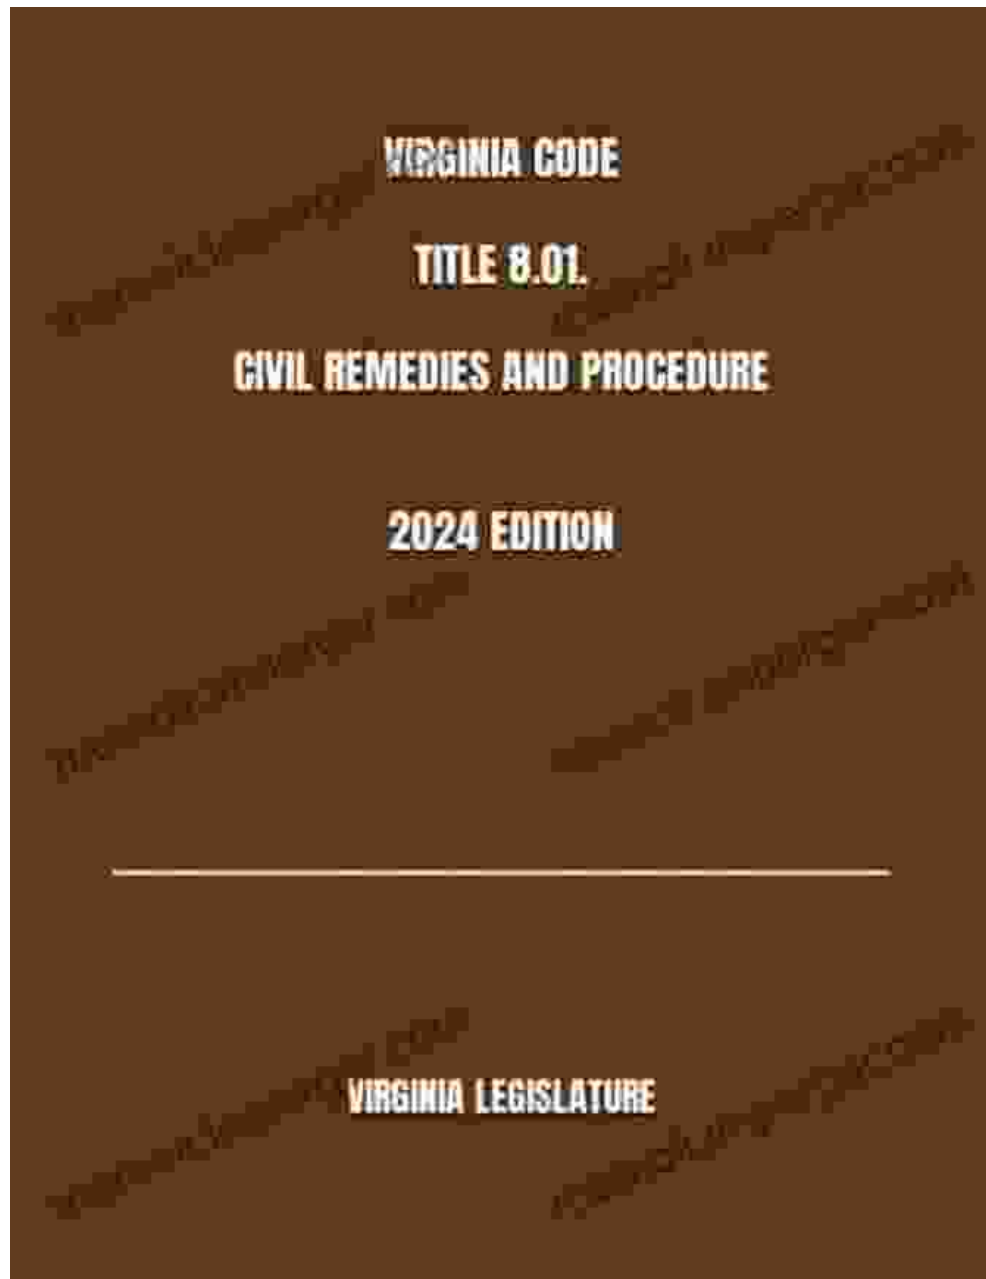 VIRGINIA CODE
TITLE 8.01.
CIVIL REMEDIES AND PROCEDURE
2024 EDITION
VIRGINIA LEGISLATURE